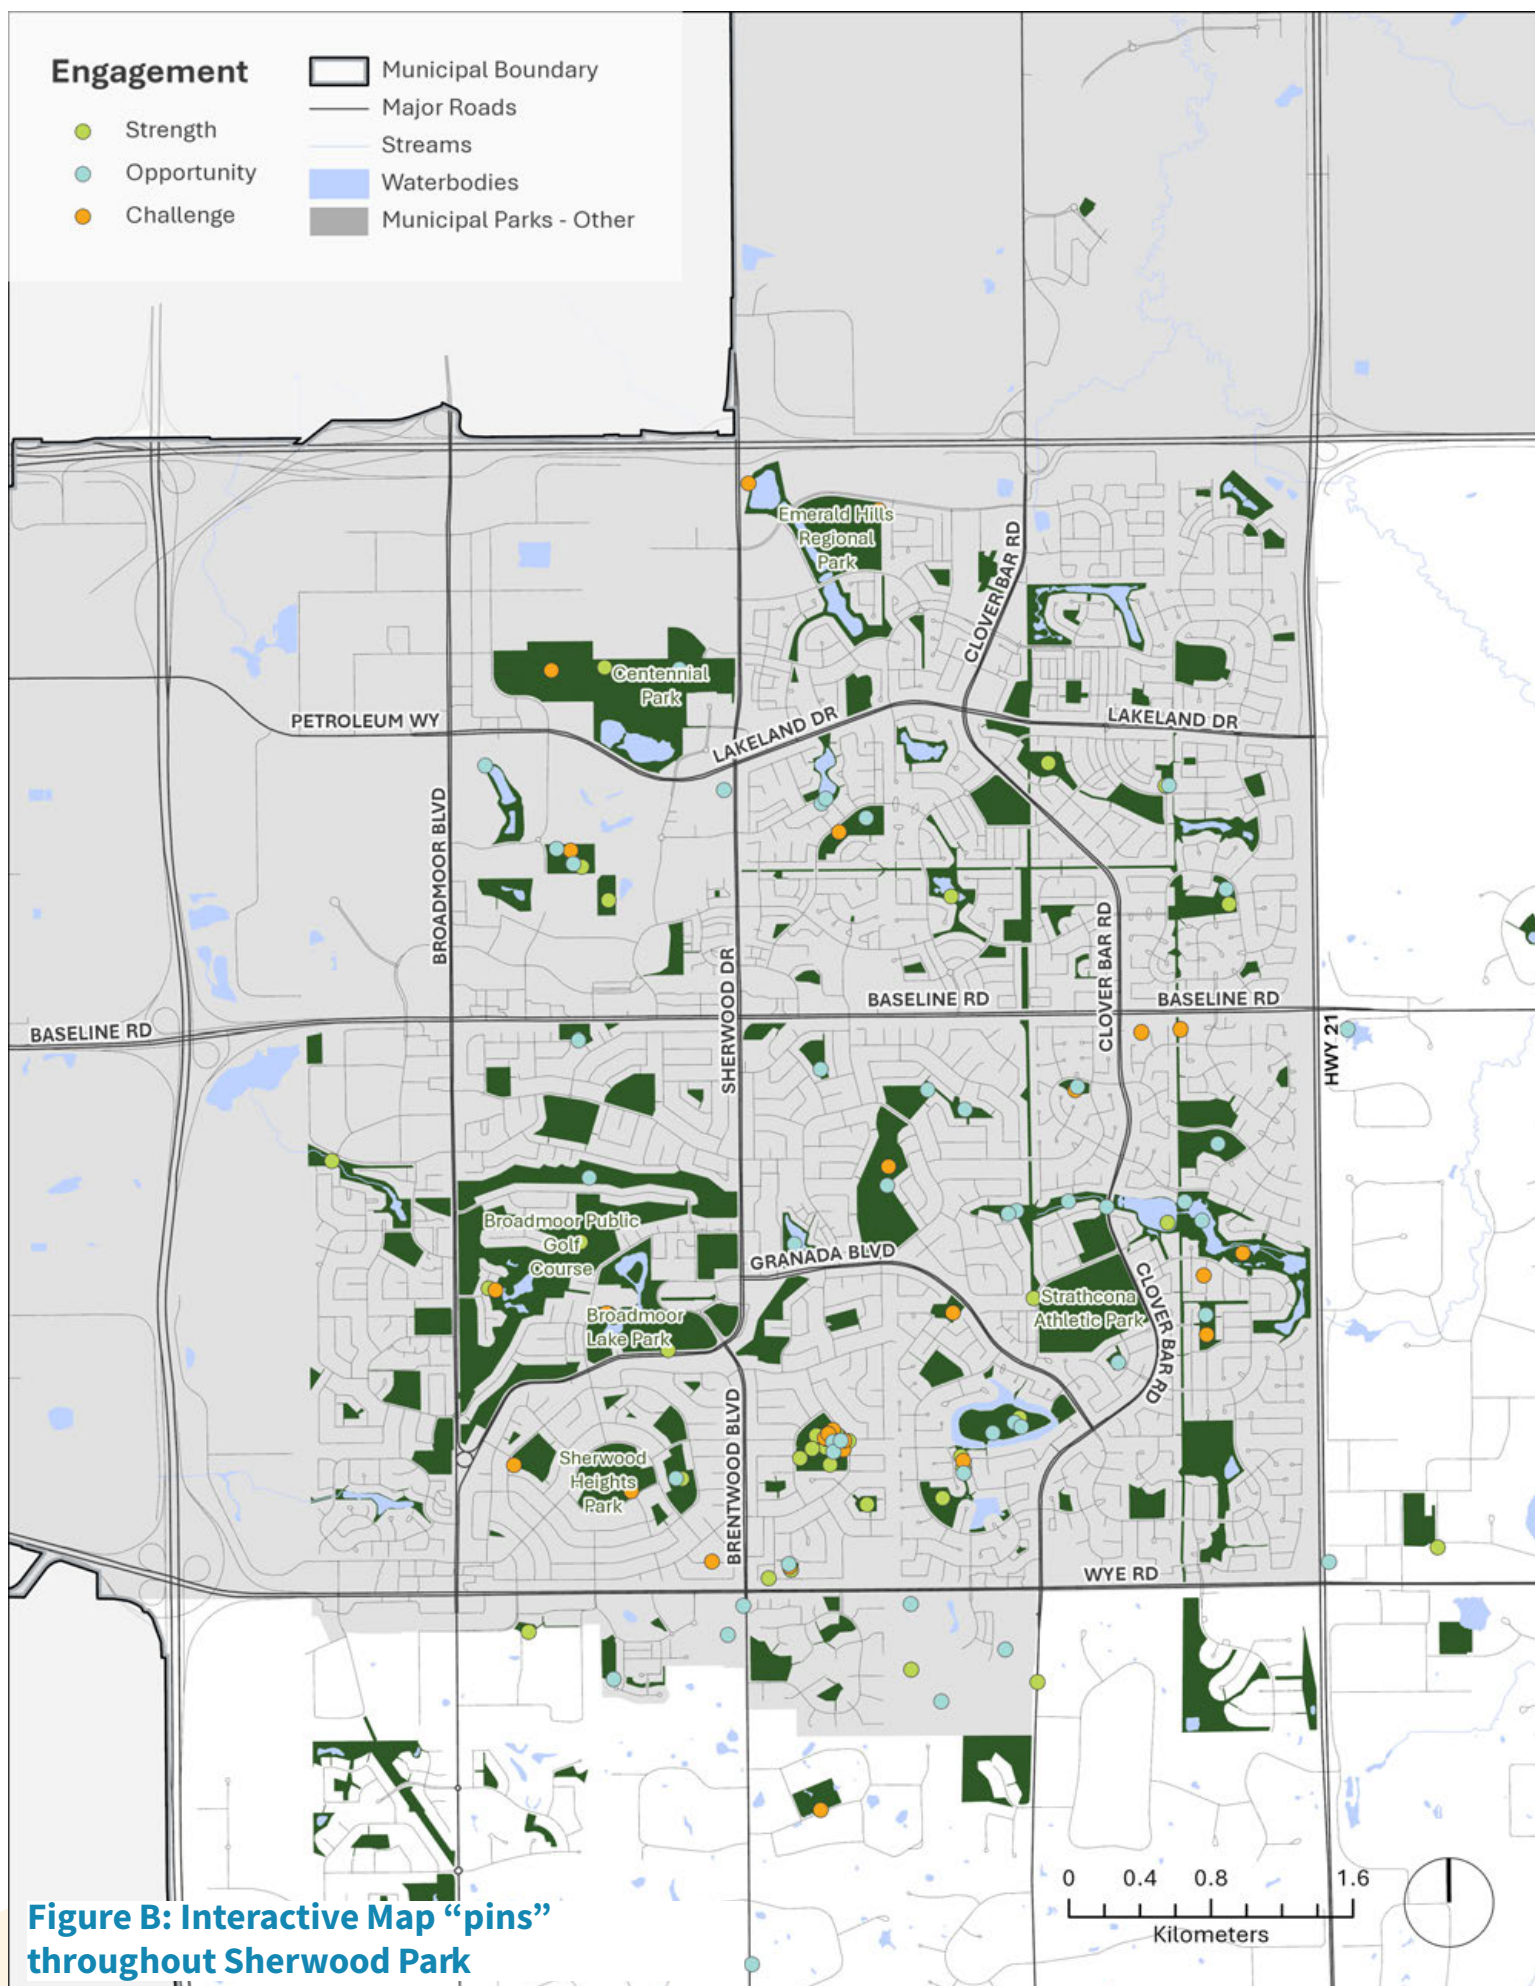 Engagement
Strength
Opportunity
Challenge
Municipal Boundary
Major Roads
Streams
Waterbodies
Municipal Parks - Other
Emerald Hills
Regional
Park
CLOVER BAR RD
Centennial
Park
PETROLEUM WY
LAKELAND DR
LAKELAND DR
BROADMOOR BLVD
SHERWOOD DR
CLOVER BAR RD
BASELINE RD
BASELINE RD
BASELINE RD
HWY 21
Broadmoor Public
Golf
Course
GRANADA BLVD
Broadmoor
Lake Park
Strathcona
Athletic Park
CLOVER BAR RD
BRENTWOOD BLVD
Sherwood
Heights
Park
WYE RD
0 0.4 0.8 1.6
Kilometers
Figure B: Interactive Map “pins”
throughout Sherwood Park